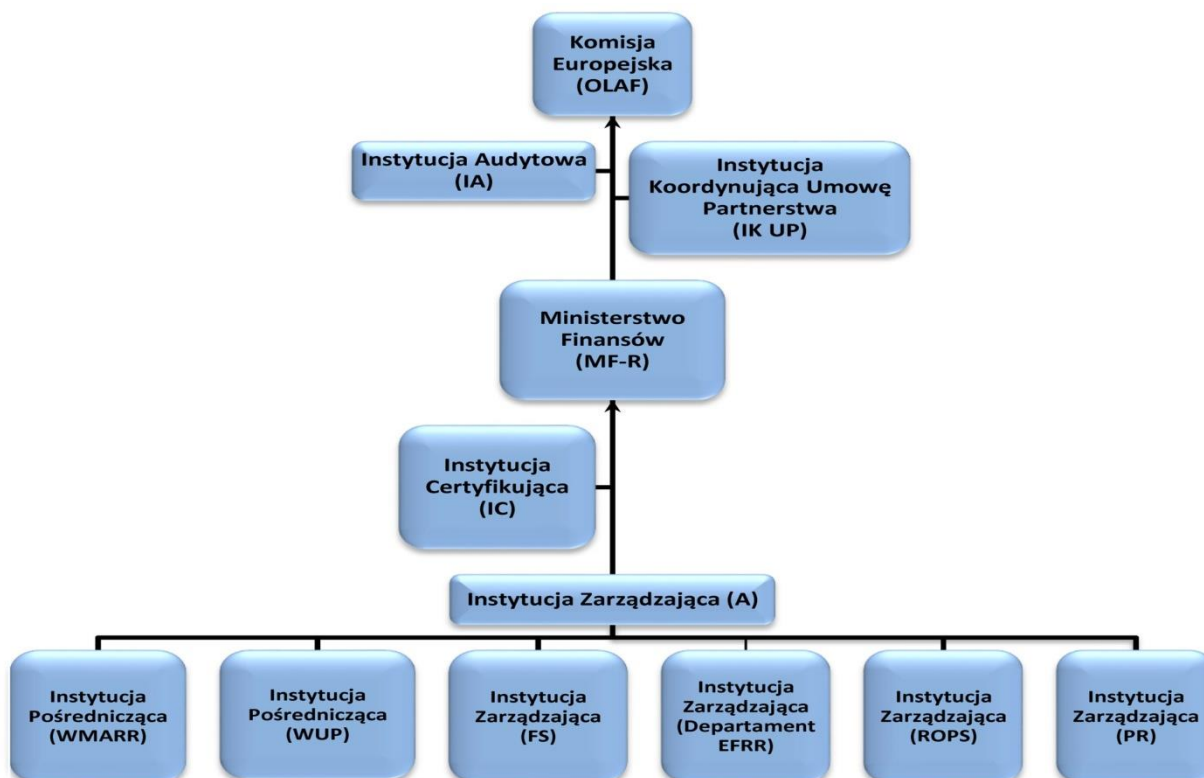 Komisja
Europejska
(OLAF)
Instytucja Audytowa
(IA)
Instytucja
Koordynująca Umowę
Partnerstwa
(IK UP)
Ministerstwo
Finansów
(MF-R)
Instytucja
Certyfikująca
(IC)
Instytucja Zarządzająca (A)
Instytucja
Pośrednicząca
(WMARR)
Instytucja
Pośrednicząca
(WUP)
Instytucja
Zarządzająca
(FS)
Instytucja
Zarządzająca
(Departament
EFRR)
Instytucja
Zarządzająca
(ROPS)
Instytucja
Zarządzająca
(PR)